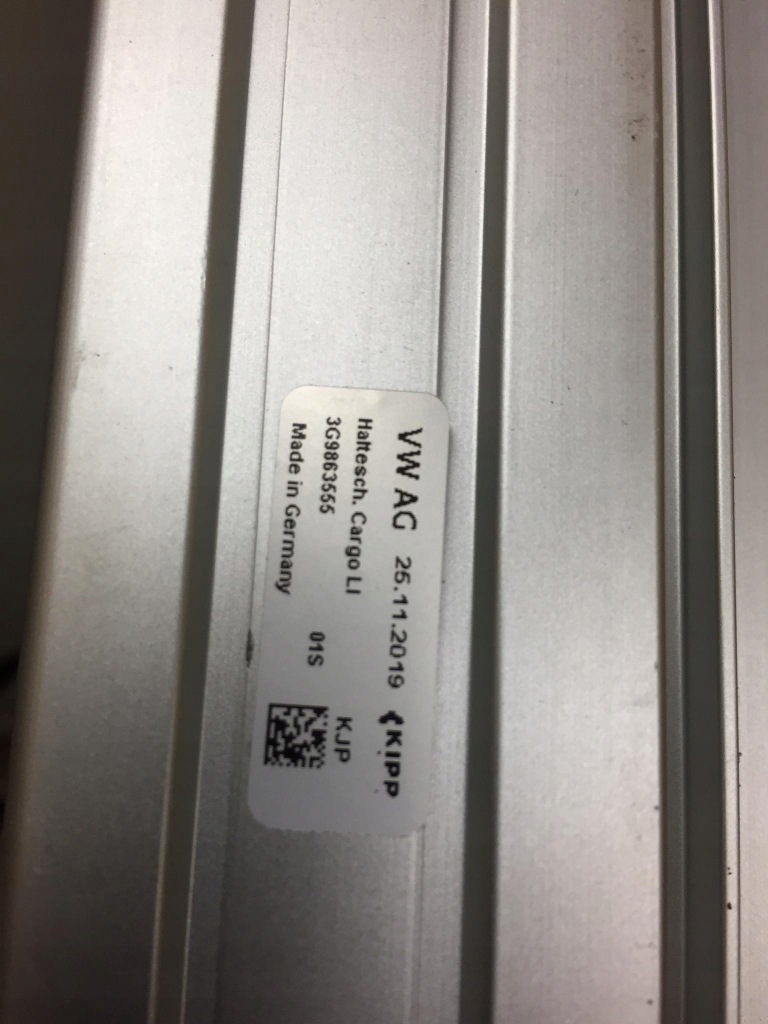 VW AG 25.11.2019 KIPP
Haltesch. Cargo LI KJP
3G9863555 01S
Made in Germany